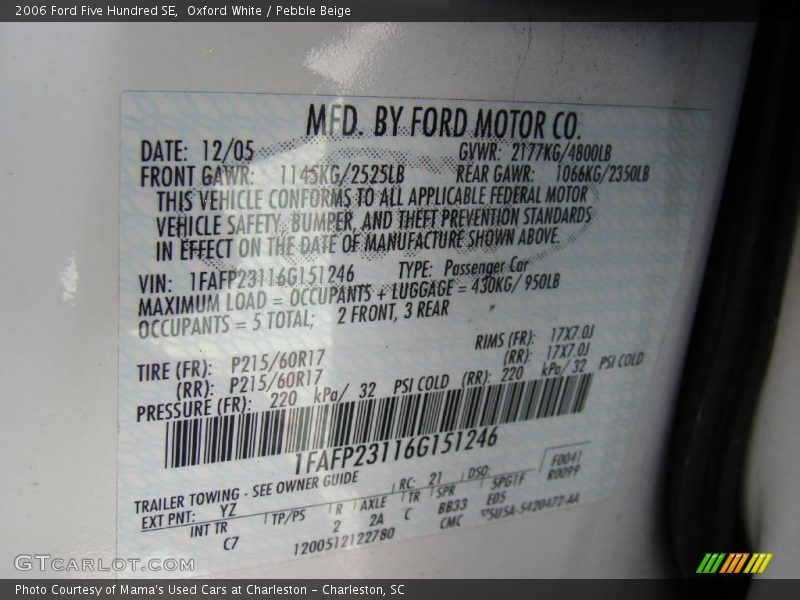 2006 Ford Five Hundred SE, Oxford White / Pebble Beige
MFD. BY FORD MOTOR CO.
DATE: 12/05 GVWR: 2177KG/4800LB
FRONT GAWR: 1145KG/2525LB REAR GAWR: 1066KG/2350LB
THIS VEHICLE CONFORMS TO ALL APPLICABLE FEDERAL MOTOR
VEHICLE SAFETY, BUMPER, AND THEFT PREVENTION STANDARDS
IN EFFECT ON THE DATE OF MANUFACTURE SHOWN ABOVE.
VIN: 1FAFP23116G151246 TYPE: Passenger Car
MAXIMUM LOAD = OCCUPANTS + LUGGAGE = 430KG/ 950LB
OCCUPANTS = 5 TOTAL; 2 FRONT, 3 REAR
TIRE (FR): P215/60R17 RIMS (FR): 17X7.0J
(RR): P215/60R17 (RR): 17X7.0J
PRESSURE (FR): 220 kPa/ 32 PSI COLD (RR): 220 kPa/ 32 PSI COLD
1FAFP23116G151246
TRAILER TOWING - SEE OWNER GUIDE RC: 21 DSO: F0041
EXT PNT: YZ R AXLE TR SPR SPGTF R0099
INT TR TP/PS 2 2A C BB33 E05
C7 1200512122780 CMC 5U5A-5420472-AA
GTCarLot.com
Photo Courtesy of Mama's Used Cars at Charleston - Charleston, SC